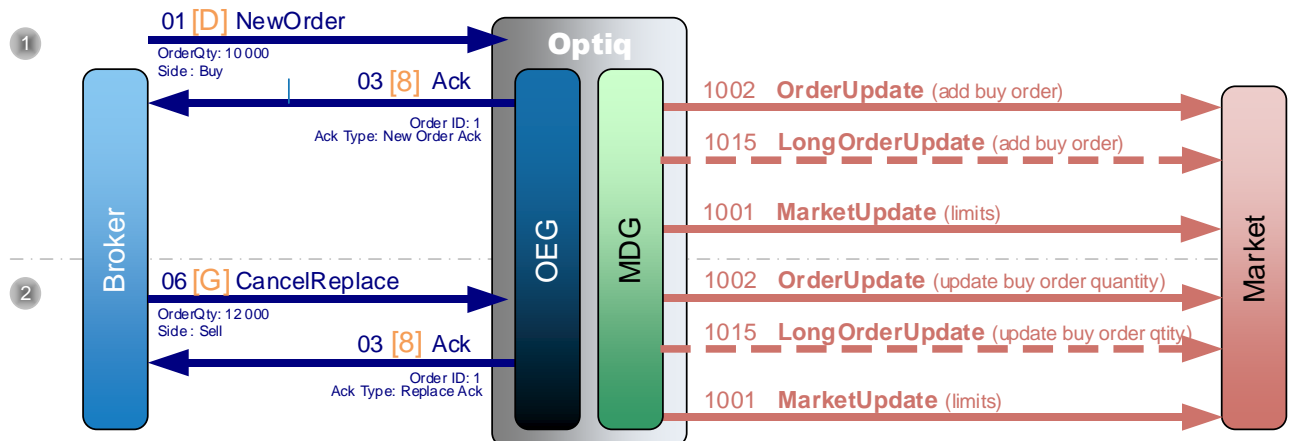 01 [D] NewOrder
1
OrderQty: 10 000
Side : Buy
Optiq
03 [8] Ack
Order ID: 1
Ack Type: New Order Ack
1002 OrderUpdate (add buy order)
1015 LongOrderUpdate (add buy order)
1001 MarketUpdate (limits)
Broker
OEG
MDG
Market
2
06 [G] CancelReplace
OrderQty: 12 000
Side : Sell
03 [8] Ack
Order ID: 1
Ack Type: Replace Ack
1002 OrderUpdate (update buy order quantity)
1015 LongOrderUpdate (update buy order qtity)
1001 MarketUpdate (limits)